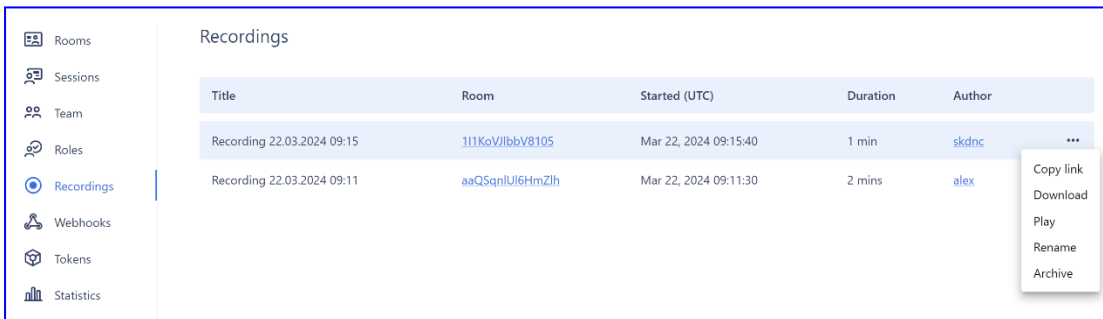 Rooms
Sessions
Team
Roles
Recordings
Webhooks
Tokens
Statistics
Recordings
Title Room Started (UTC) Duration Author
Recording 22.03.2024 09:15 1I1KoVJlbbV8105 Mar 22, 2024 09:15:40 1 min skdnc •••
Recording 22.03.2024 09:11 aaQSqnlUl6HmZlh Mar 22, 2024 09:11:30 2 mins alex
Copy link
Download
Play
Rename
Archive